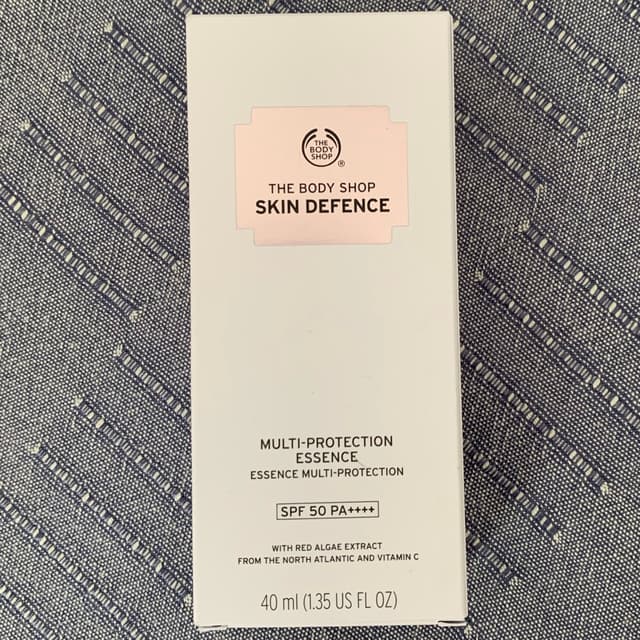 THE
BODY
SHOP
®
THE BODY SHOP
SKIN DEFENCE
MULTI-PROTECTION
ESSENCE
ESSENCE MULTI-PROTECTION
SPF 50 PA++++
WITH RED ALGAE EXTRACT
FROM THE NORTH ATLANTIC AND VITAMIN C
40 ml (1.35 US FL OZ)